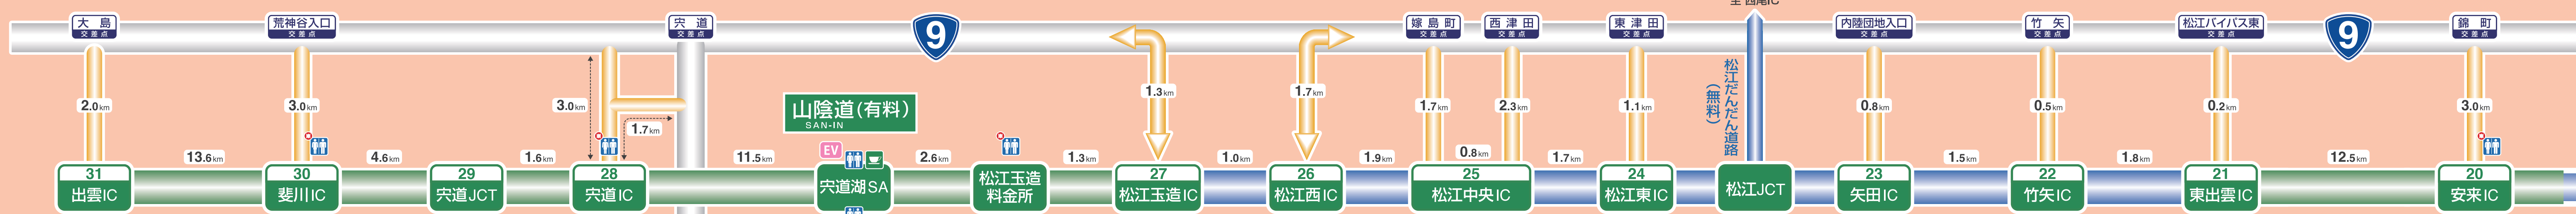 至 西尾IC
大 島
交 差 点
荒神谷入口
交 差 点
宍 道
交 差 点
9
嫁 島 町
交 差 点
西 津 田
交 差 点
東 津 田
交 差 点
内陸団地入口
交 差 点
竹 矢
交 差 点
松江バイパス東
交 差 点
9
錦 町
交 差 点
2.0km
3.0km
3.0km
1.7km
山陰道(有料)
SAN-IN
1.3km
1.7km
1.7km
2.3km
1.1km
松江だんだん道路
(無料)
0.8km
0.5km
0.2km
3.0km
13.6km
4.6km
1.6km
11.5km
EV
2.6km
1.3km
1.0km
1.9km
0.8km
1.7km
1.5km
1.8km
12.5km
31
出雲IC
30
斐川IC
29
宍道JCT
28
宍道IC
宍道湖SA
松江玉造
料金所
27
松江玉造IC
26
松江西IC
25
松江中央IC
24
松江東IC
松江JCT
23
矢田IC
22
竹矢IC
21
東出雲IC
20
安来IC